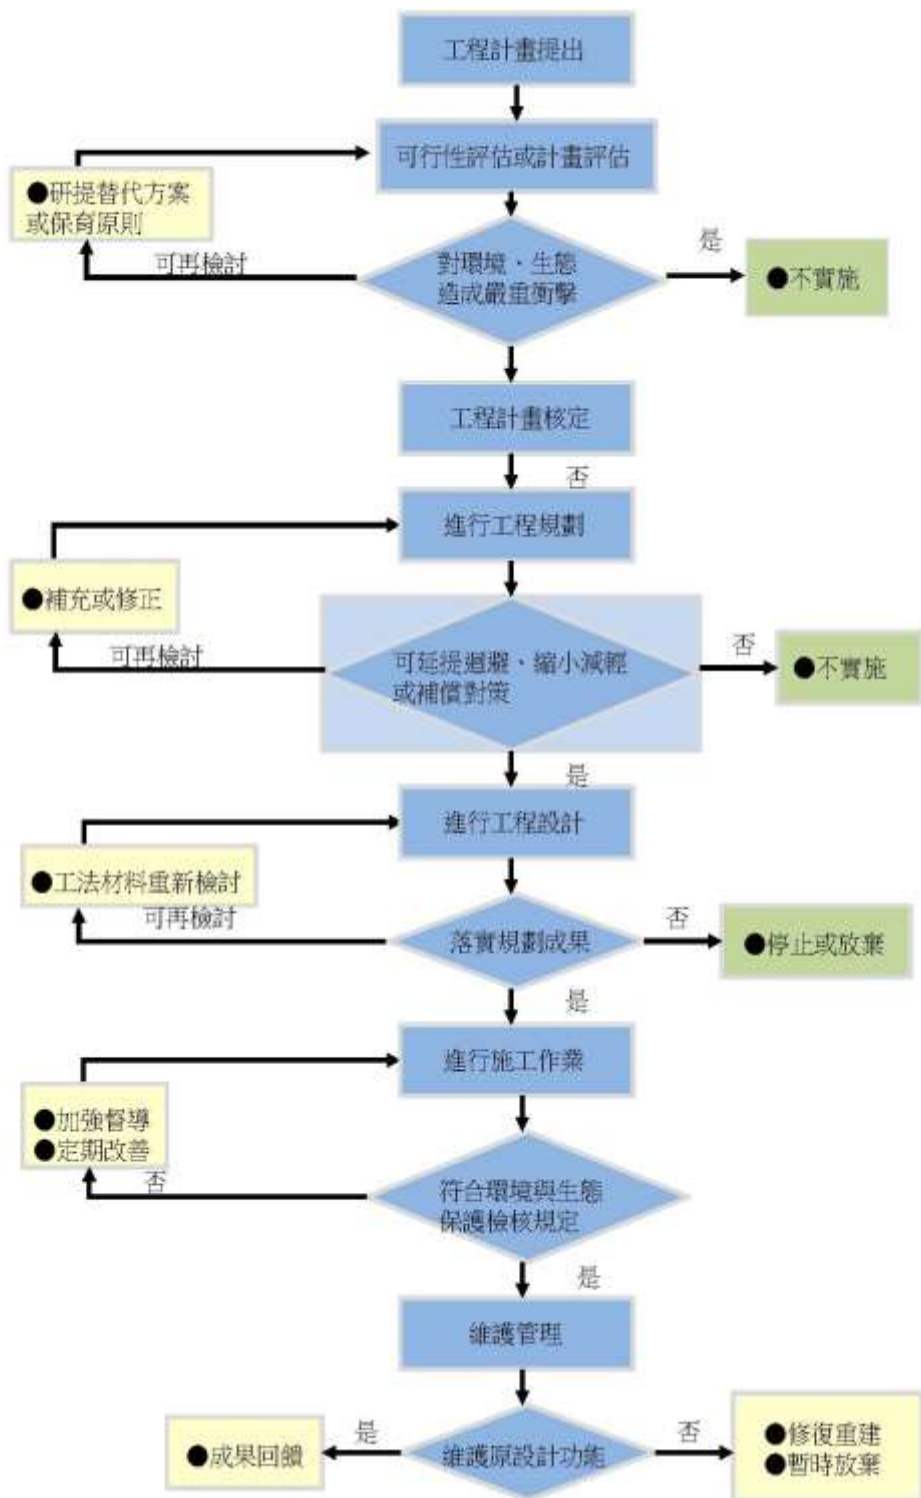 工程計畫提出
可行性評估或計畫評估
●研提替代方案
或保育原則
可再檢討
對環境、生態
造成嚴重衝擊
是
●不實施
工程計畫核定
否
進行工程規劃
●補充或修正
可再檢討
可延提迴避、縮小減輕
或補償對策
否
●不實施
是
進行工程設計
●工法材料重新檢討
可再檢討
落實規劃成果
否
●停止或放棄
是
進行施工作業
●加強督導
●定期改善
否
符合環境與生態
保護檢核規定
是
維護管理
●成果回饋
是
維護原設計功能
否
●修復重建
●暫時放棄